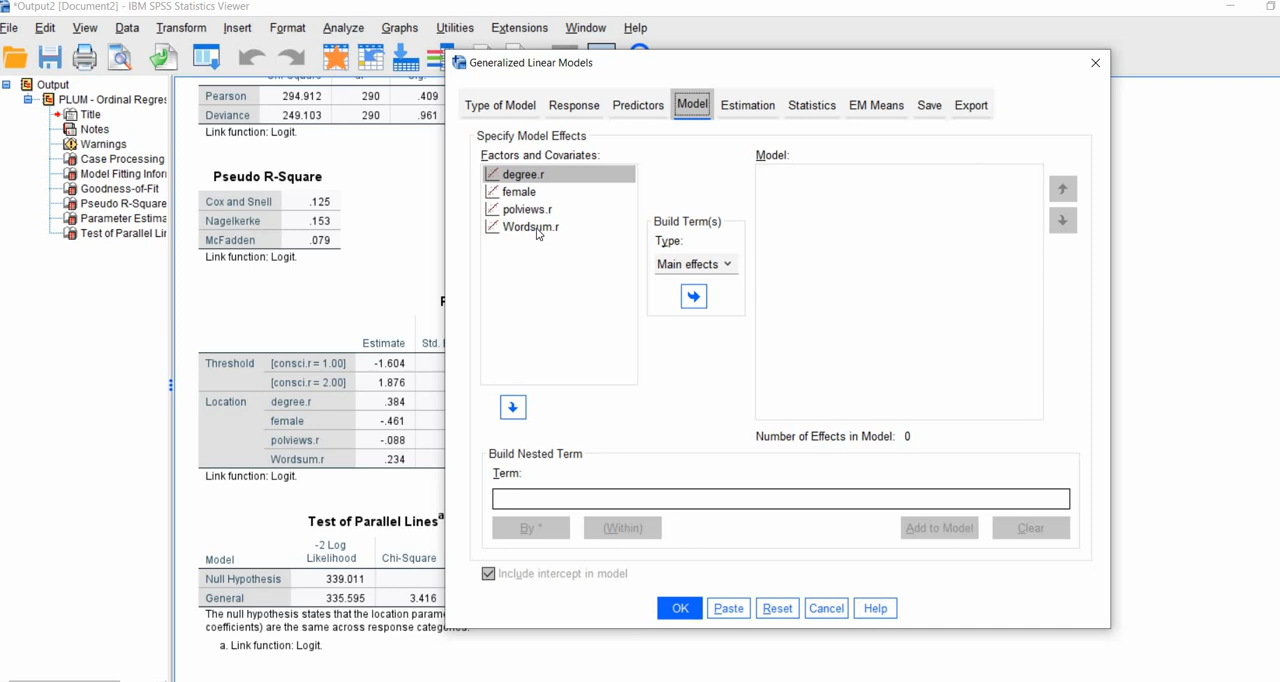 *Output2 [Document2] - IBM SPSS Statistics Viewer
File Edit View Data Transform Insert Format Analyze Graphs Utilities Extensions Window Help
Output
PLUM - Ordinal Regres
Title
Notes
Warnings
Case Processing
Model Fitting Inforr
Goodness-of-Fit
Pseudo R-Square
Parameter Estima
Test of Parallel Lin
Pearson 294.912 290 .409
Deviance 249.103 290 .961
Link function: Logit.
Pseudo R-Square
Cox and Snell .125
Nagelkerke .153
McFadden .079
Link function: Logit.
Estimate Std.
Threshold [consci.r = 1.00] -1.604
[consci.r = 2.00] 1.876
Location degree.r .384
female -.461
polviews.r -.088
Wordsum.r .234
Link function: Logit.
Test of Parallel Lines a
Model -2 Log Likelihood Chi-Square
Null Hypothesis 339.011
General 335.595 3.416
The null hypothesis states that the location parame
coefficients) are the same across response categories.
a. Link function: Logit.
Generalized Linear Models
Type of Model Response Predictors Model Estimation Statistics EM Means Save Export
Specify Model Effects
Factors and Covariates:
degree.r
female
polviews.r
Wordsum.r
Build Term(s)
Type:
Main effects
Model:
Number of Effects in Model: 0
Build Nested Term
Term:
By * (Within) Add to Model Clear
Include intercept in model
OK Paste Reset Cancel Help